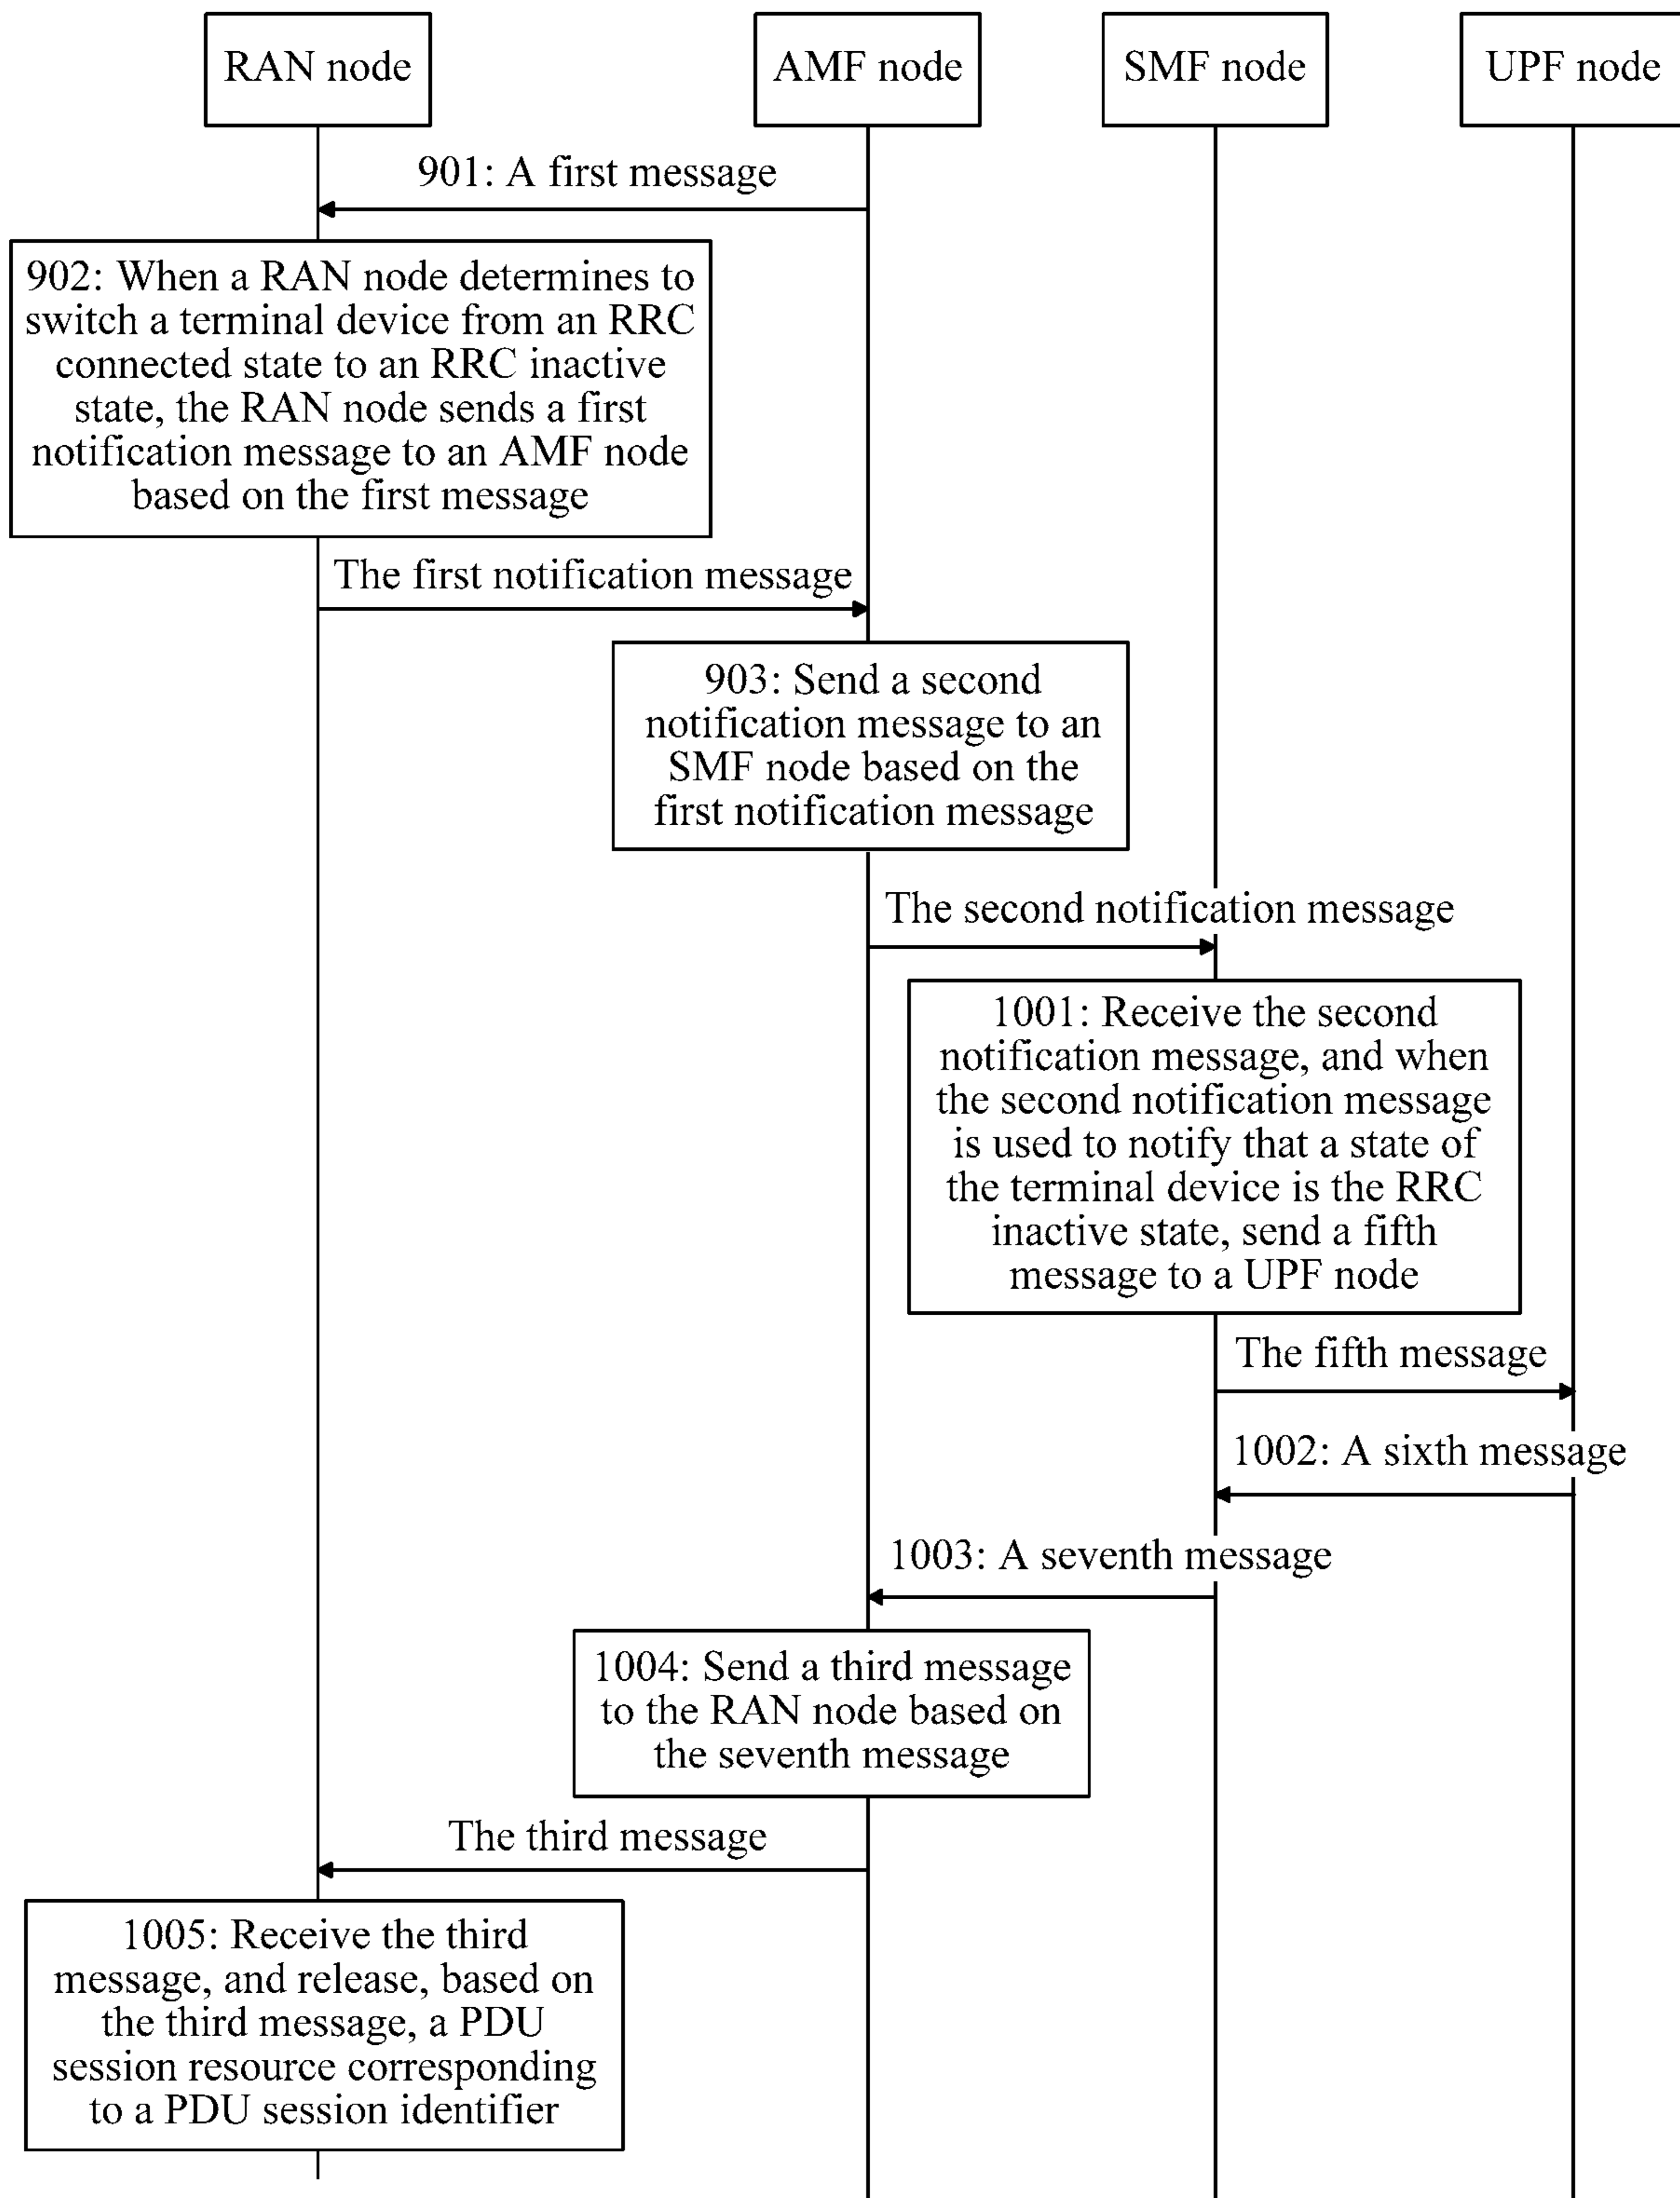 RAN node
AMF node
SMF node
UPF node
901: A first message
902: When a RAN node determines to
switch a terminal device from an RRC
connected state to an RRC inactive
state, the RAN node sends a first
notification message to an AMF node
based on the first message
The first notification message
903: Send a second
notification message to an
SMF node based on the
first notification message
The second notification message
1001: Receive the second
notification message, and when
the second notification message
is used to notify that a state of
the terminal device is the RRC
inactive state, send a fifth
message to a UPF node
The fifth message
1002: A sixth message
1003: A seventh message
1004: Send a third message
to the RAN node based on
the seventh message
The third message
1005: Receive the third
message, and release, based on
the third message, a PDU
session resource corresponding
to a PDU session identifier